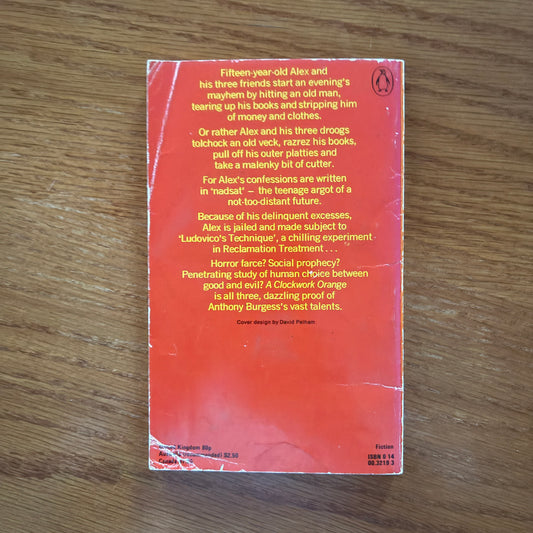 Fifteen-year-old Alex and
his three friends start an evening's
mayhem by hitting an old man,
tearing up his books and stripping him
of money and clothes.
Or rather Alex and his three droogs
tolchock an old veck, razrez his books,
pull off his outer platties and
take a malenky bit of cutter.
For Alex's confessions are written
in 'nadsat' – the teenage argot of a
not-too-distant future.
Because of his delinquent excesses,
Alex is jailed and made subject to
'Ludovico's Technique', a chilling experiment
in Reclamation Treatment . . .
Horror farce? Social prophecy?
Penetrating study of human choice between
good and evil? A Clockwork Orange
is all three, dazzling proof of
Anthony Burgess's vast talents.
Cover design by David Pelham
Kingdom 80p
$2.50
Fiction
ISBN 0 14
00.3219 3